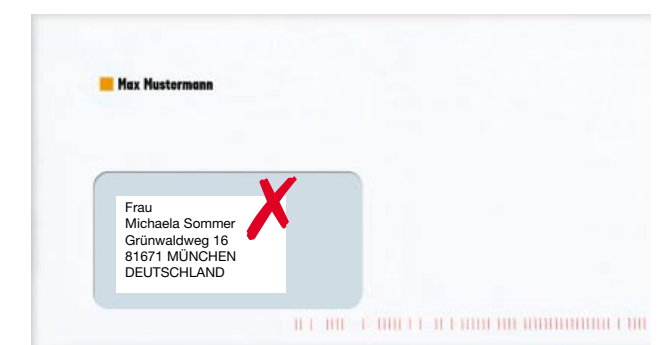 Max Mustermann
Frau
Michaela Sommer
Grünwaldweg 16
81671 MÜNCHEN
DEUTSCHLAND